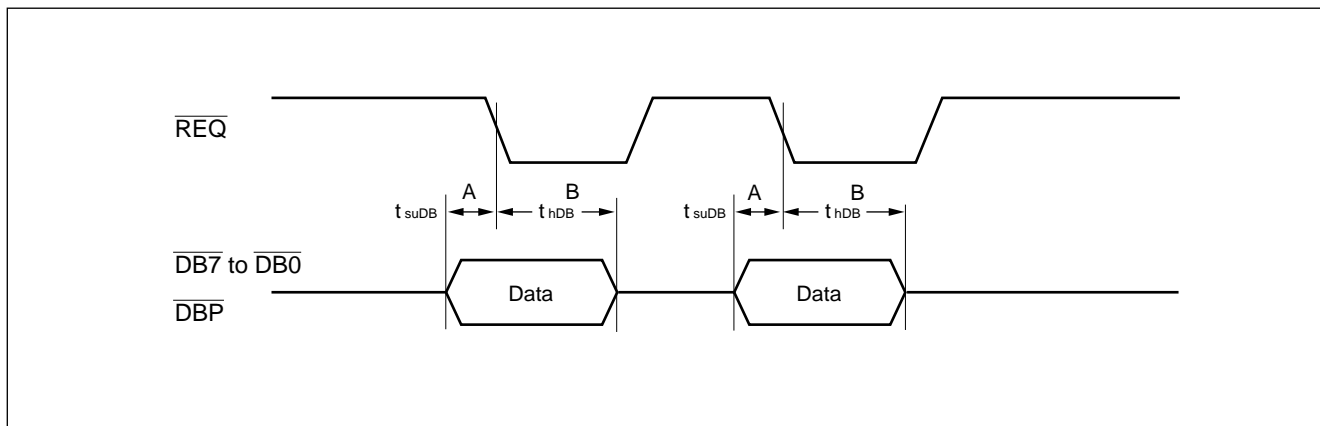 REQ
A B A B
t suDB t hDB t suDB t hDB
DB7 to DB0
Data Data
DBP